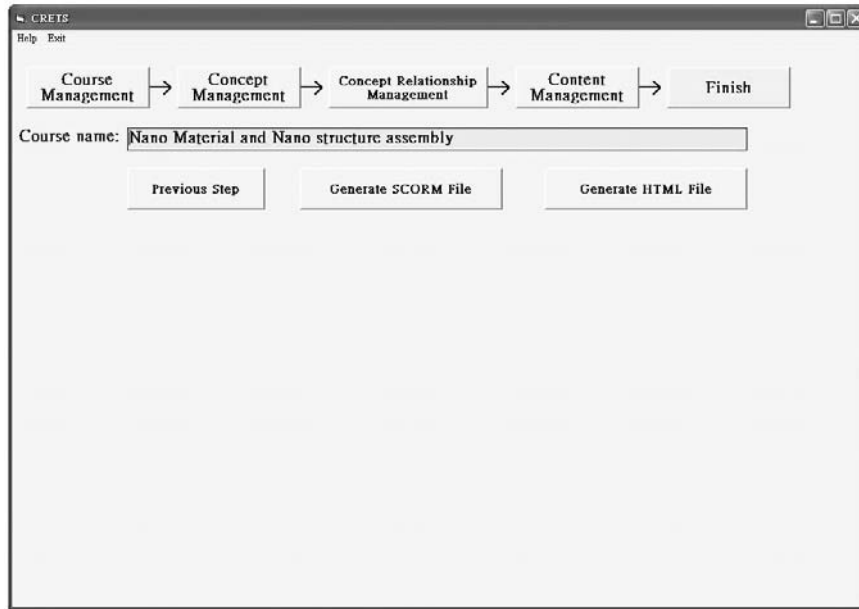 CRETS
Help Exit
Course Management
Concept Management
Concept Relationship Management
Content Management
Finish
Course name: Nano Material and Nano structure assembly
Previous Step
Generate SCORM File
Generate HTML File